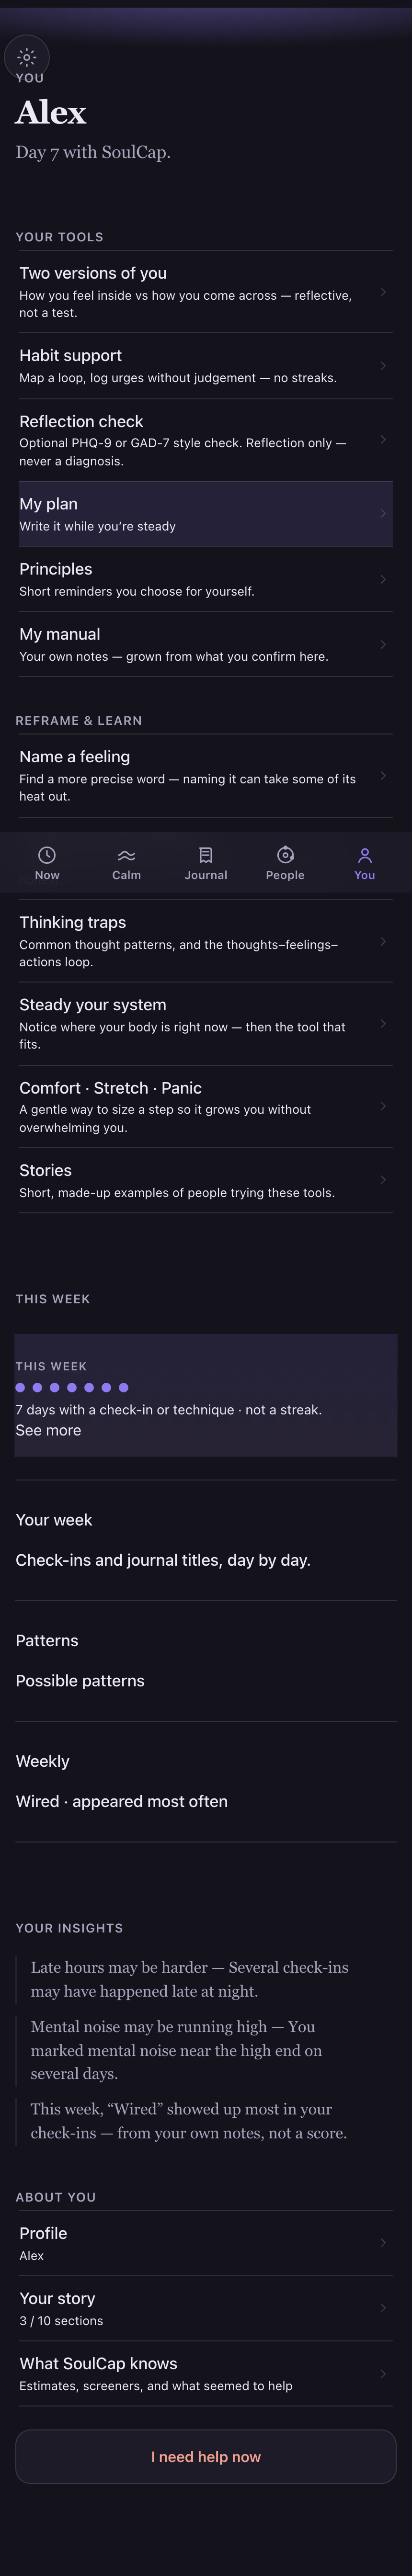 YOU
Alex
Day 7 with SoulCap.
YOUR TOOLS
Two versions of you
How you feel inside vs how you come across — reflective,
not a test.
Habit support
Map a loop, log urges without judgement — no streaks.
Reflection check
Optional PHQ-9 or GAD-7 style check. Reflection only —
never a diagnosis.
My plan
Write it while you’re steady
Principles
Short reminders you choose for yourself.
My manual
Your own notes — grown from what you confirm here.
REFRAME & LEARN
Name a feeling
Find a more precise word — naming it can take some of its
heat out.
Now
Calm
Journal
People
You
Thinking traps
Common thought patterns, and the thoughts–feelings–
actions loop.
Steady your system
Notice where your body is right now — then the tool that
fits.
Comfort · Stretch · Panic
A gentle way to size a step so it grows you without
overwhelming you.
Stories
Short, made-up examples of people trying these tools.
THIS WEEK
THIS WEEK
7 days with a check-in or technique · not a streak.
See more
Your week
Check-ins and journal titles, day by day.
Patterns
Possible patterns
Weekly
Wired · appeared most often
YOUR INSIGHTS
Late hours may be harder — Several check-ins
may have happened late at night.
Mental noise may be running high — You
marked mental noise near the high end on
several days.
This week, “Wired” showed up most in your
check-ins — from your own notes, not a score.
ABOUT YOU
Profile
Alex
Your story
3 / 10 sections
What SoulCap knows
Estimates, screeners, and what seemed to help
I need help now